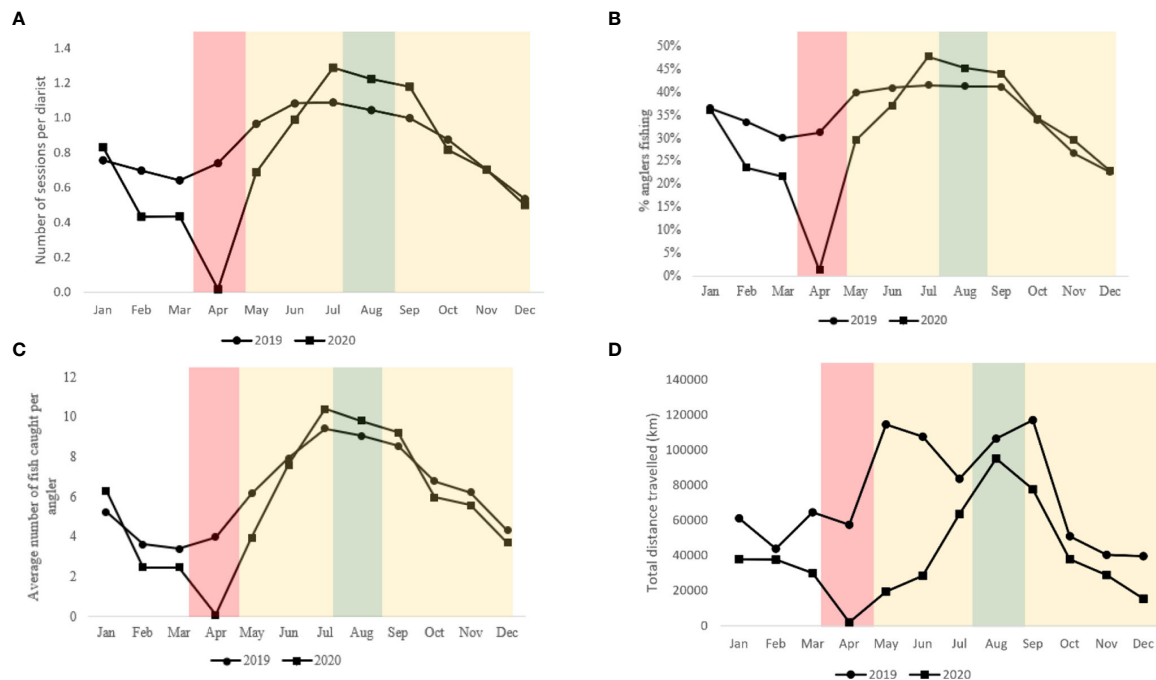 A
Number of sessions per diarist
1.4
1.2
1.0
0.8
0.6
0.4
0.2
0.0
Jan Feb Mar Apr May Jun Jul Aug Sep Oct Nov Dec
2019 2020
B
% anglers fishing
50%
45%
40%
35%
30%
25%
20%
15%
10%
5%
0%
Jan Feb Mar Apr May Jun Jul Aug Sep Oct Nov Dec
2019 2020
C
Average number of fish caught per
angler
12
10
8
6
4
2
0
Jan Feb Mar Apr May Jun Jul Aug Sep Oct Nov Dec
2019 2020
D
Total distance travelled (km)
140000
120000
100000
80000
60000
40000
20000
0
Jan Feb Mar Apr May Jun Jul Aug Sep Oct Nov Dec
2019 2020